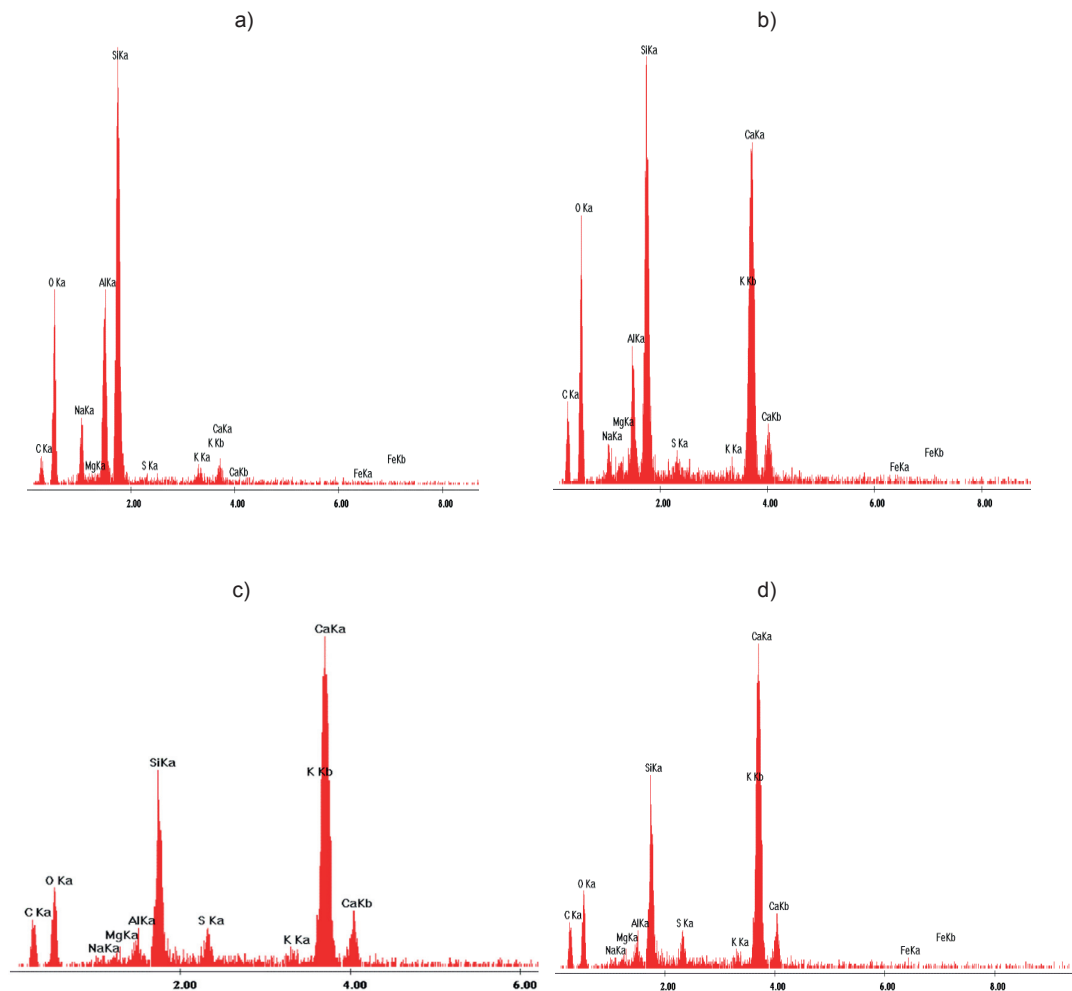 a)
SiKa
O Ka
AlKa
NaKa
C Ka
MgKa
S Ka
K Ka
CaKa
K Kb
CaKb
FeKa
FeKb
2.00 4.00 6.00 8.00
b)
SiKa
CaKa
O Ka
K Kb
AlKa
C Ka
MgKa
NaKa
S Ka
K Ka
CaKb
FeKa
FeKb
2.00 4.00 6.00 8.00
c)
CaKa
SiKa
K Kb
O Ka
C Ka
NaKa
MgKa
AlKa
S Ka
K Ka
CaKb
2.00 4.00 6.00
d)
CaKa
SiKa
K Kb
O Ka
C Ka
NaKa
MgKa
AlKa
S Ka
K Ka
CaKb
FeKa
FeKb
2.00 4.00 6.00 8.00